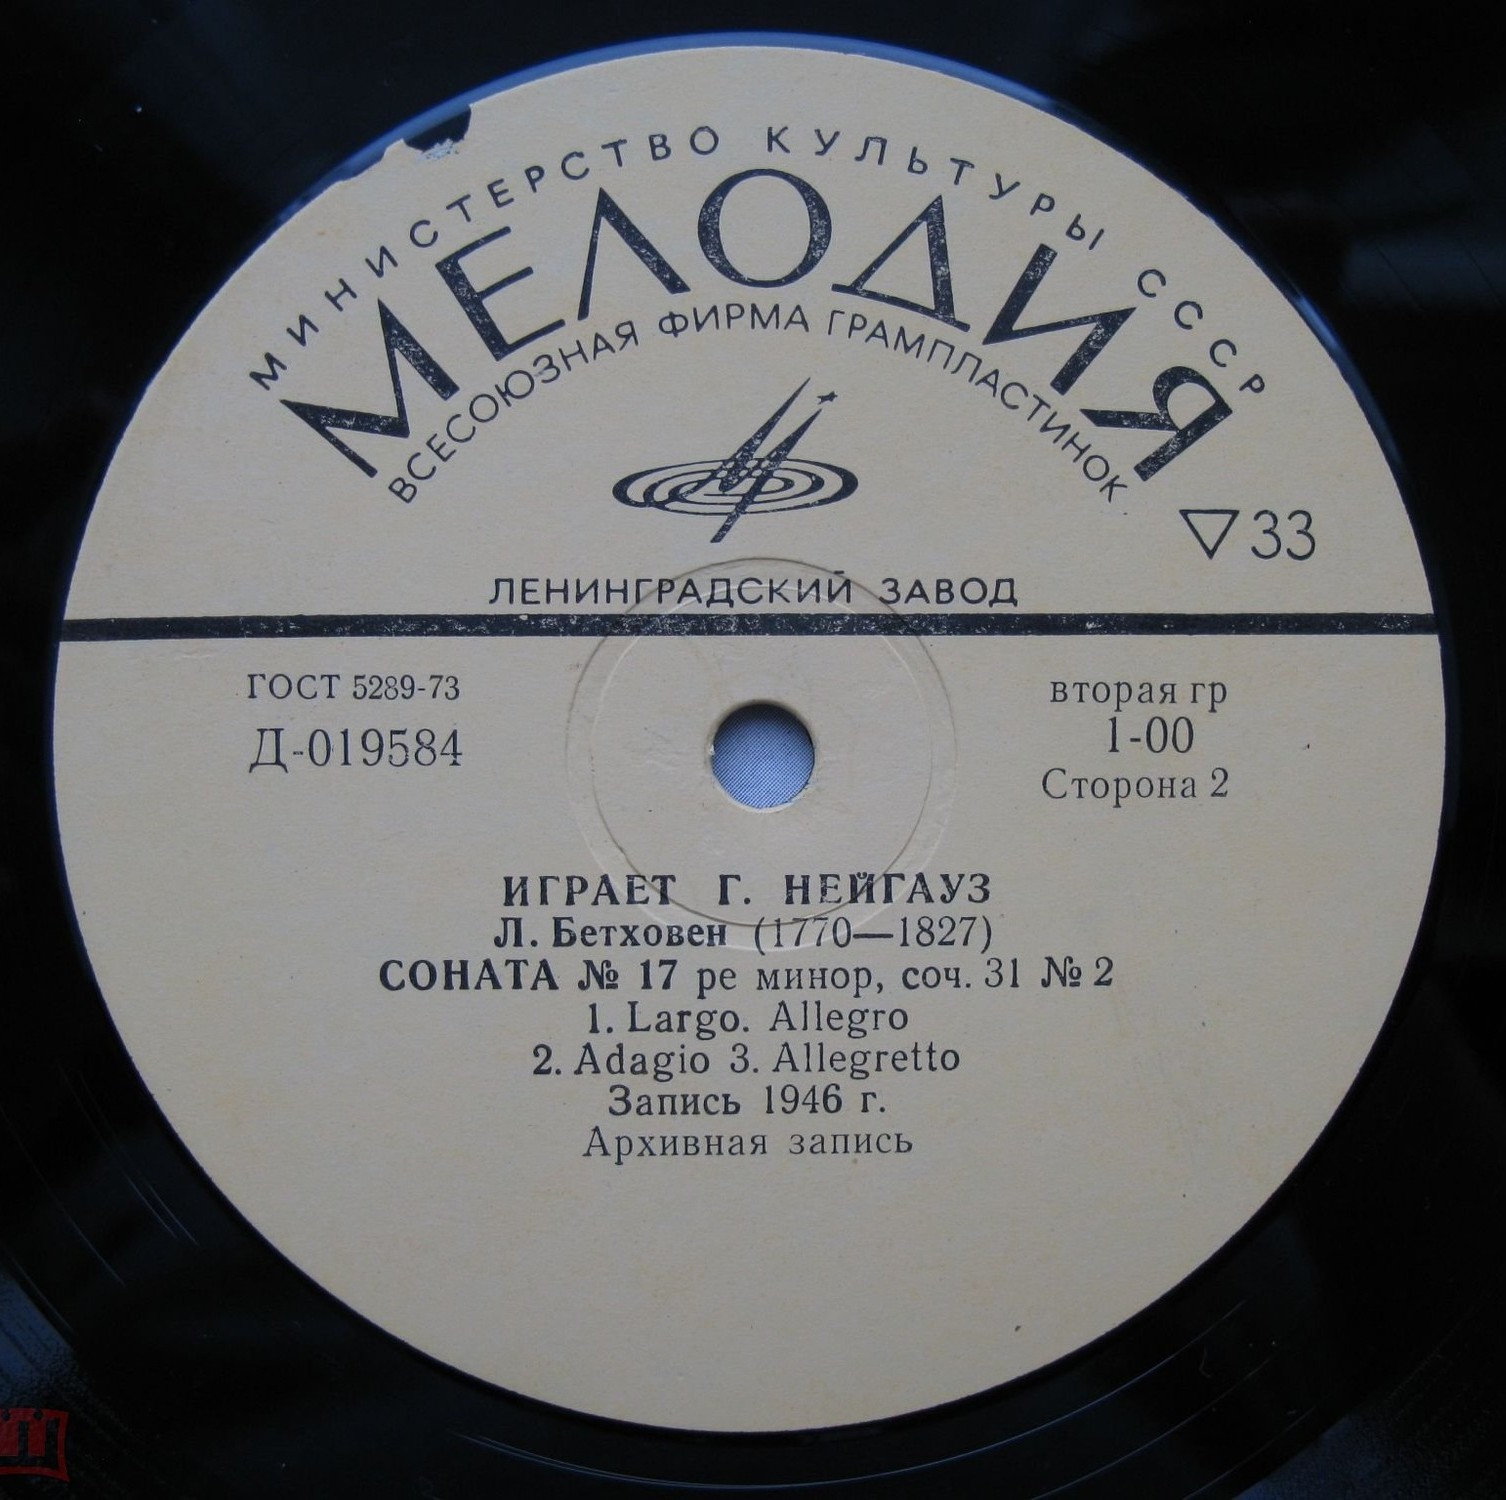 МИНИСТЕРСТВО КУЛЬТУРЫ СССР
МЕЛОДИЯ
ВСЕСОЮЗНАЯ ФИРМА ГРАМПЛАСТИНОК
33
ЛЕНИНГРАДСКИЙ ЗАВОД
ГОСТ 5289-73
Д-019584
вторая гр
1-00
Сторона 2
ИГРАЕТ Г. НЕЙГАУЗ
Л. Бетховен (1770—1827)
СОНАТА № 17 ре минор, соч. 31 № 2
1. Largo. Allegro
2. Adagio 3. Allegretto
Запись 1946 г.
Архивная запись